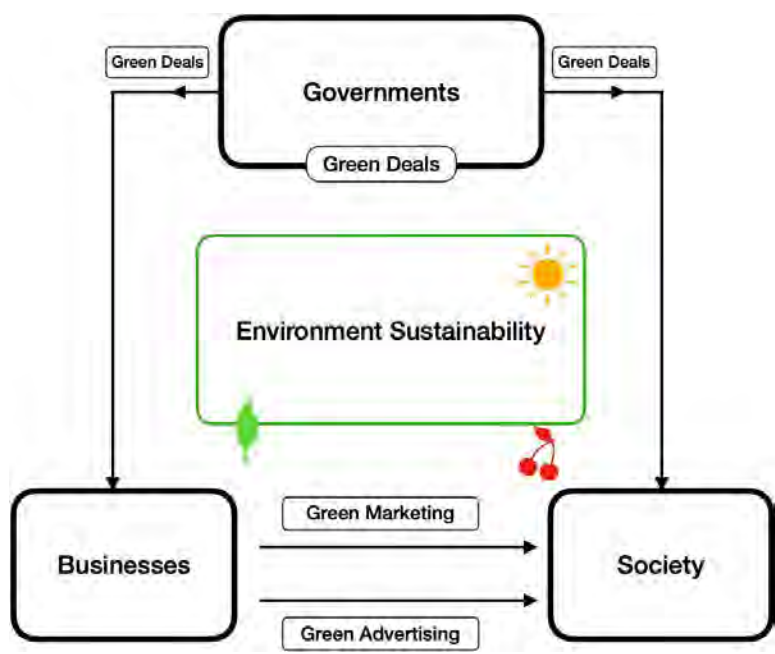 Green Deals
Green Deals
Governments
Green Deals
Environment Sustainability
Green Marketing
Businesses
Society
Green Advertising